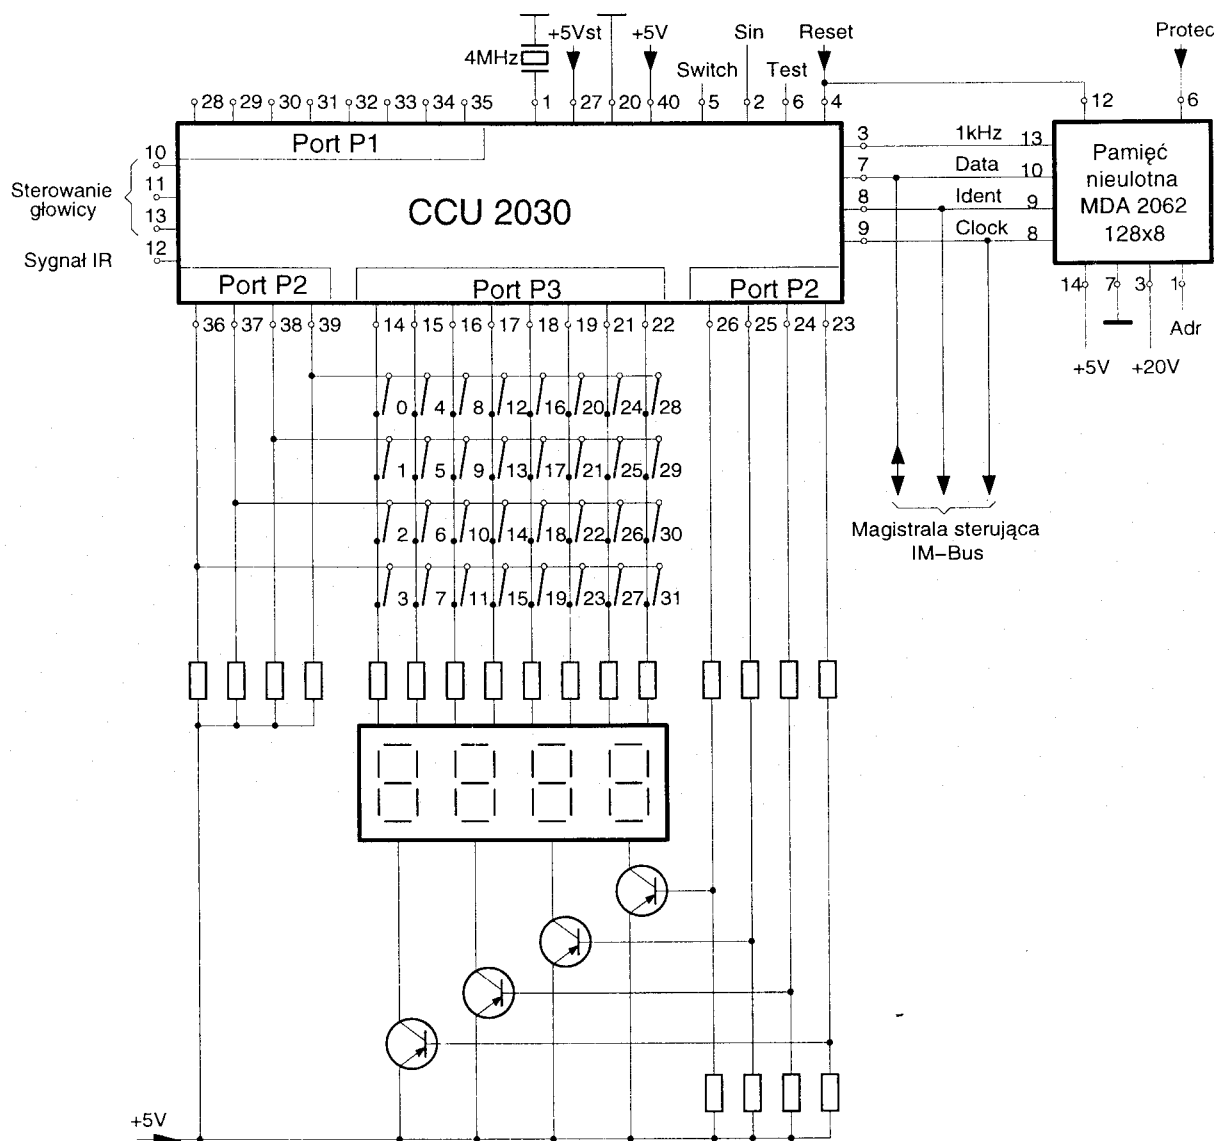 +5Vst +5V Sin Reset Protec
4MHz Switch Test
28 29 30 31 32 33 34 35 1 27 20 40 5 2 6 4 12 6
Port P1
10
11
13
12
Sterowanie
głowicy
Sygnał IR
CCU 2030
3 1kHz 13
7 Data 10
8 Ident 9
9 Clock 8
Pamięć
nieulotna
MDA 2062
128x8
Port P2 Port P3 Port P2
14 7 3 1
Adr
+5V +20V
36 37 38 39 14 15 16 17 18 19 21 22 26 25 24 23
0 4 8 12 16 20 24 28
1 5 9 13 17 21 25 29
2 6 10 14 18 22 26 30
3 7 11 15 19 23 27 31
Magistrala sterująca
IM–Bus
+5V